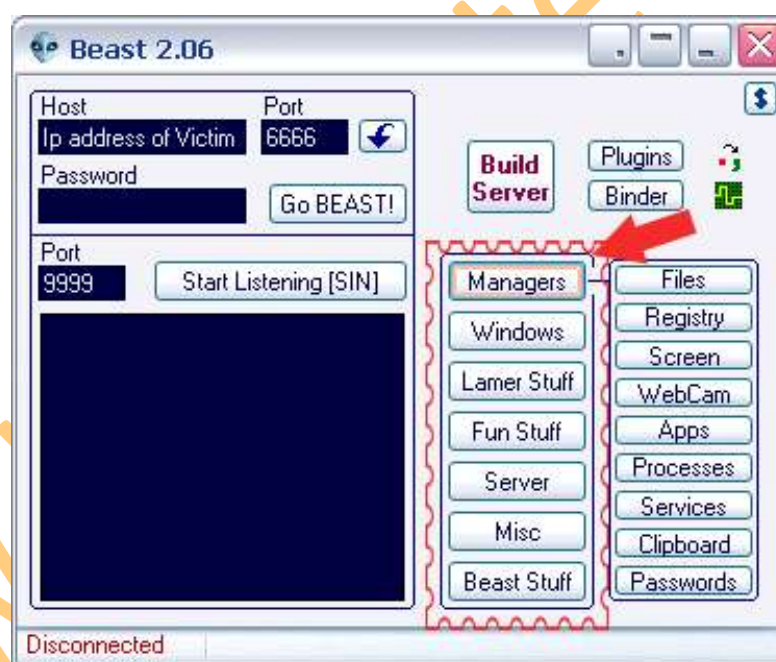 Beast 2.06
Host Port
Ip address of Victim 6666
Password
Go BEAST!
Port
9999 Start Listening [SIN]
Build
Server
Plugins
Binder
$
Managers
Windows
Lamer Stuff
Fun Stuff
Server
Misc
Beast Stuff
Files
Registry
Screen
WebCam
Apps
Processes
Services
Clipboard
Passwords
Disconnected